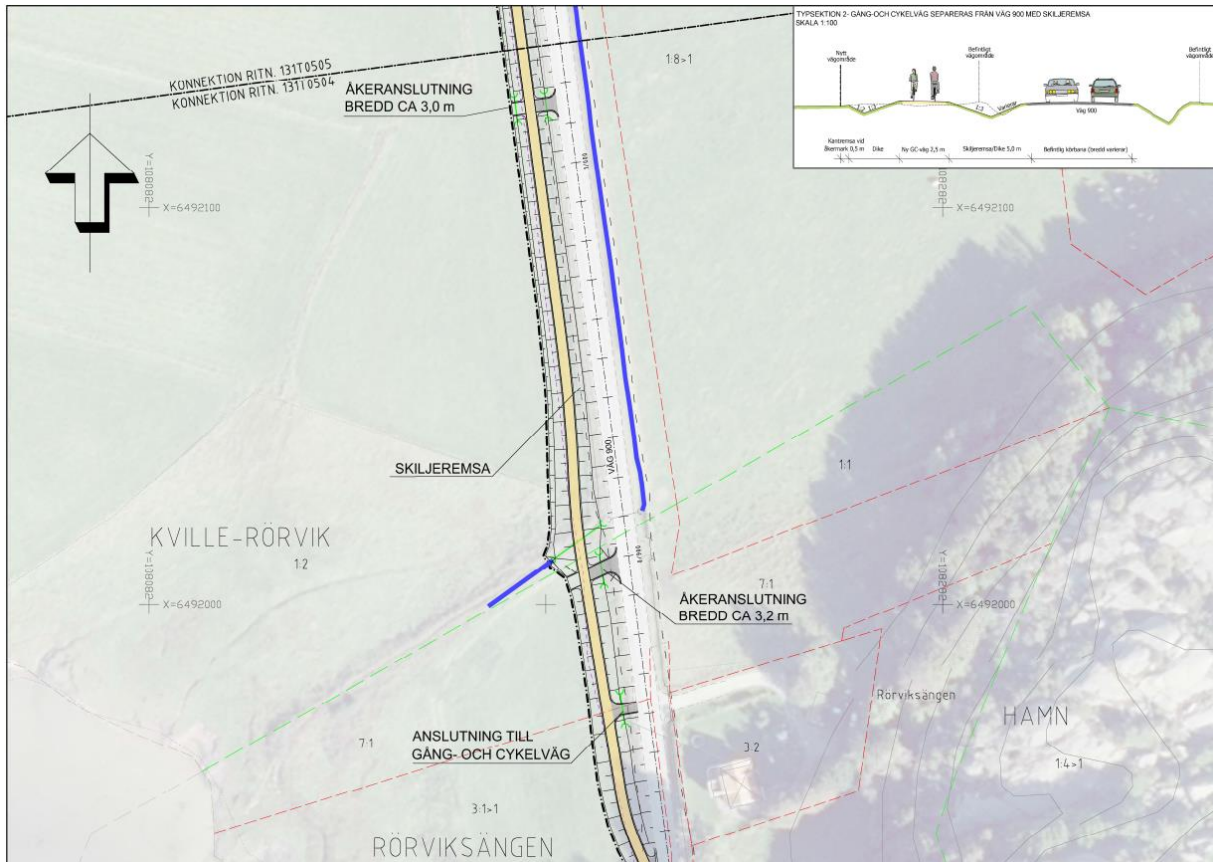 TYPSEKTION 2- GÅNG-OCH CYKELVÄG SEPARERAS FRÅN VÄG 900 MED SKILJEREMSA
SKALA 1:100
Nytt
vägområde
Befintligt
vägområde
Befintligt
vägområde
Varierar
Väg 900
Kantremsa vid
åkermark 0,5 m
Dike
Ny GC-väg 2,5 m
Skiljeremsa/Dike 5,0 m
Befintlig körbana (bredd varierar)
KONNEKTION RITN. 131T0505
KONNEKTION RITN. 131T0504
ÅKERANSLUTNING
BREDD CA 3,0 m
1:8>1
Y=108082
X=6492100
X=6492100
SKILJEREMSA
VÄG 900
1:1
KVILLE-RÖRVIK
1:2
Y=108082
X=6492000
7:1
ÅKERANSLUTNING
BREDD CA 3,2 m
X=6492000
Rörviksängen
HAMN
7:1
ANSLUTNING TILL
GÅNG- OCH CYKELVÄG
3:2
1:4>1
3:1>1
RÖRVIKSÄNGEN